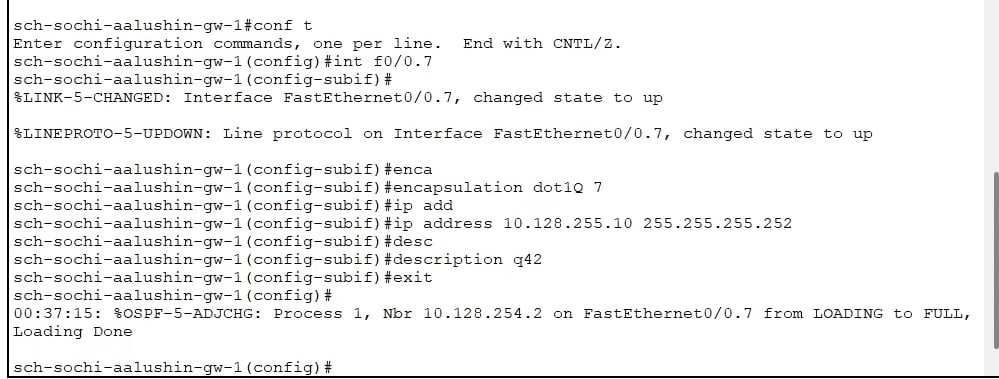 sch-sochi-aalushin-gw-1#conf t
Enter configuration commands, one per line.  End with CNTL/Z.
sch-sochi-aalushin-gw-1(config)#int f0/0.7
sch-sochi-aalushin-gw-1(config-subif)#
%LINK-5-CHANGED: Interface FastEthernet0/0.7, changed state to up
%LINEPROTO-5-UPDOWN: Line protocol on Interface FastEthernet0/0.7, changed state to up
sch-sochi-aalushin-gw-1(config-subif)#enca
sch-sochi-aalushin-gw-1(config-subif)#encapsulation dot1Q 7
sch-sochi-aalushin-gw-1(config-subif)#ip add
sch-sochi-aalushin-gw-1(config-subif)#ip address 10.128.255.10 255.255.255.252
sch-sochi-aalushin-gw-1(config-subif)#desc
sch-sochi-aalushin-gw-1(config-subif)#description q42
sch-sochi-aalushin-gw-1(config-subif)#exit
sch-sochi-aalushin-gw-1(config)#
00:37:15: %OSPF-5-ADJCHG: Process 1, Nbr 10.128.254.2 on FastEthernet0/0.7 from LOADING to FULL,
Loading Done
sch-sochi-aalushin-gw-1(config)#